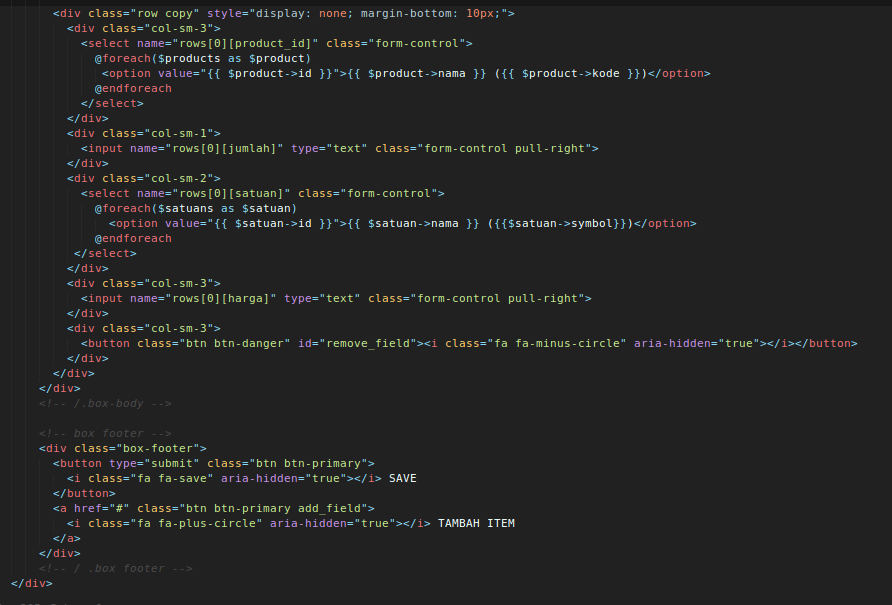 <div class="row copy" style="display: none; margin-bottom: 10px;">
<div class="col-sm-3">
<select name="rows[0][product_id]" class="form-control">
@foreach($products as $product)
<option value="{{ $product->id }}">{{ $product->nama }} ({{ $product->kode }})</option>
@endforeach
</select>
</div>
<div class="col-sm-1">
<input name="rows[0][jumlah]" type="text" class="form-control pull-right">
</div>
<div class="col-sm-2">
<select name="rows[0][satuan]" class="form-control">
@foreach($satuans as $satuan)
<option value="{{ $satuan->id }}">{{ $satuan->nama }} ({{$satuan->symbol}})</option>
@endforeach
</select>
</div>
<div class="col-sm-3">
<input name="rows[0][harga]" type="text" class="form-control pull-right">
</div>
<div class="col-sm-3">
<button class="btn btn-danger" id="remove_field"><i class="fa fa-minus-circle" aria-hidden="true"></i></button>
</div>
</div>
</div>
<!-- /.box-body -->
<!-- box footer -->
<div class="box-footer">
<button type="submit" class="btn btn-primary">
<i class="fa fa-save" aria-hidden="true"></i> SAVE
</button>
<a href="#" class="btn btn-primary add_field">
<i class="fa fa-plus-circle" aria-hidden="true"></i> TAMBAH ITEM
</a>
</div>
<!-- / .box footer -->
</div>